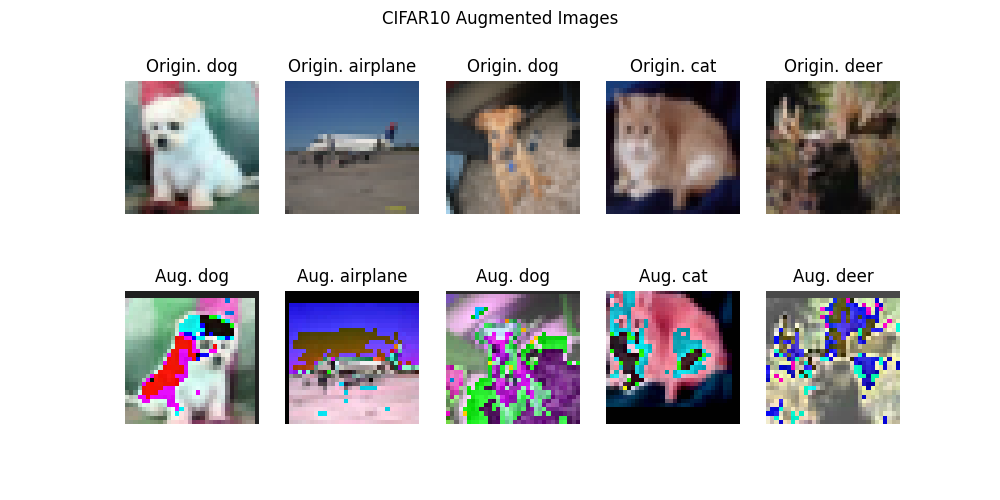 CIFAR10 Augmented Images
Origin. dog
Origin. airplane
Origin. dog
Origin. cat
Origin. deer
Aug. dog
Aug. airplane
Aug. dog
Aug. cat
Aug. deer